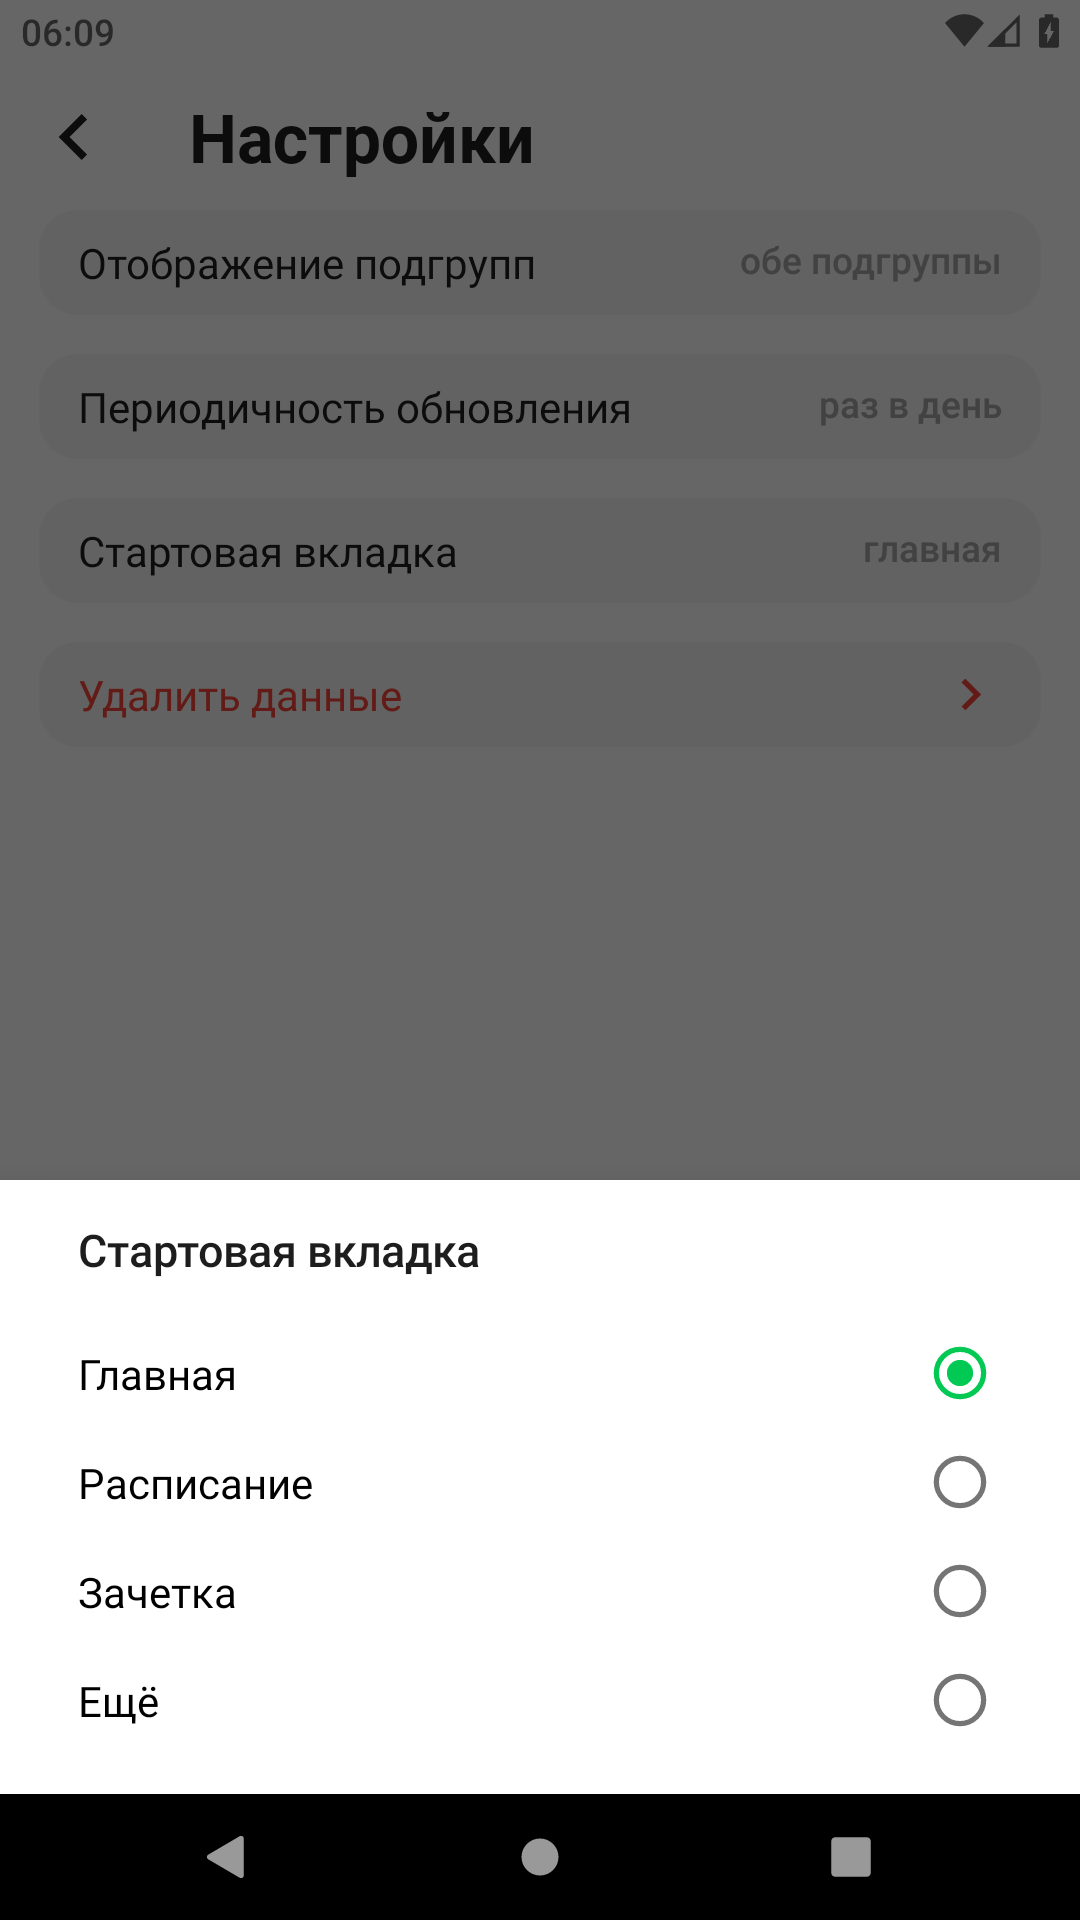 06:09
Настройки
Отображение подгрупп обе подгруппы
Периодичность обновления раз в день
Стартовая вкладка главная
Удалить данные
Стартовая вкладка
Главная
Расписание
Зачетка
Ещё